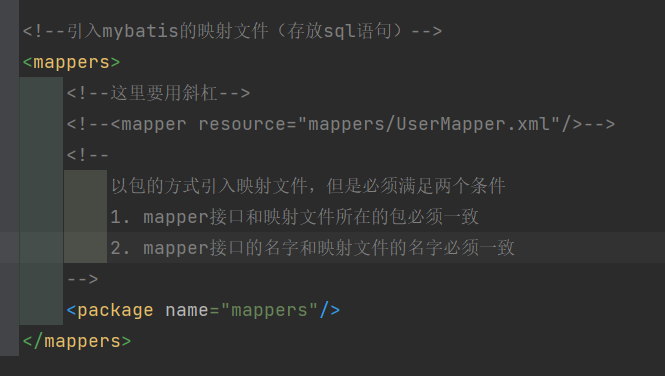 <!--引入mybatis的映射文件（存放sql语句）-->
<mappers>
<!--这里要用斜杠-->
<!--<mapper resource="mappers/UserMapper.xml"/>-->
<!--
以包的方式引入映射文件，但是必须满足两个条件
1. mapper接口和映射文件所在的包必须一致
2. mapper接口的名字和映射文件的名字必须一致
-->
<package name="mappers"/>
</mappers>